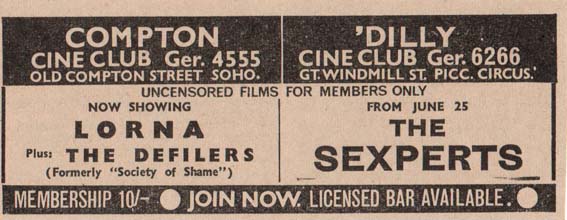 COMPTON
CINE CLUB Ger. 4555
OLD COMPTON STREET SOHO.
'DILLY
CINE CLUB Ger. 6266
GT. WINDMILL ST. PICC. CIRCUS.'
UNCENSORED FILMS FOR MEMBERS ONLY
NOW SHOWING
LORNA
Plus: THE DEFILERS
(Formerly "Society of Shame")
FROM JUNE 25
THE
SEXPERTS
MEMBERSHIP 10/- JOIN NOW. LICENSED BAR AVAILABLE.